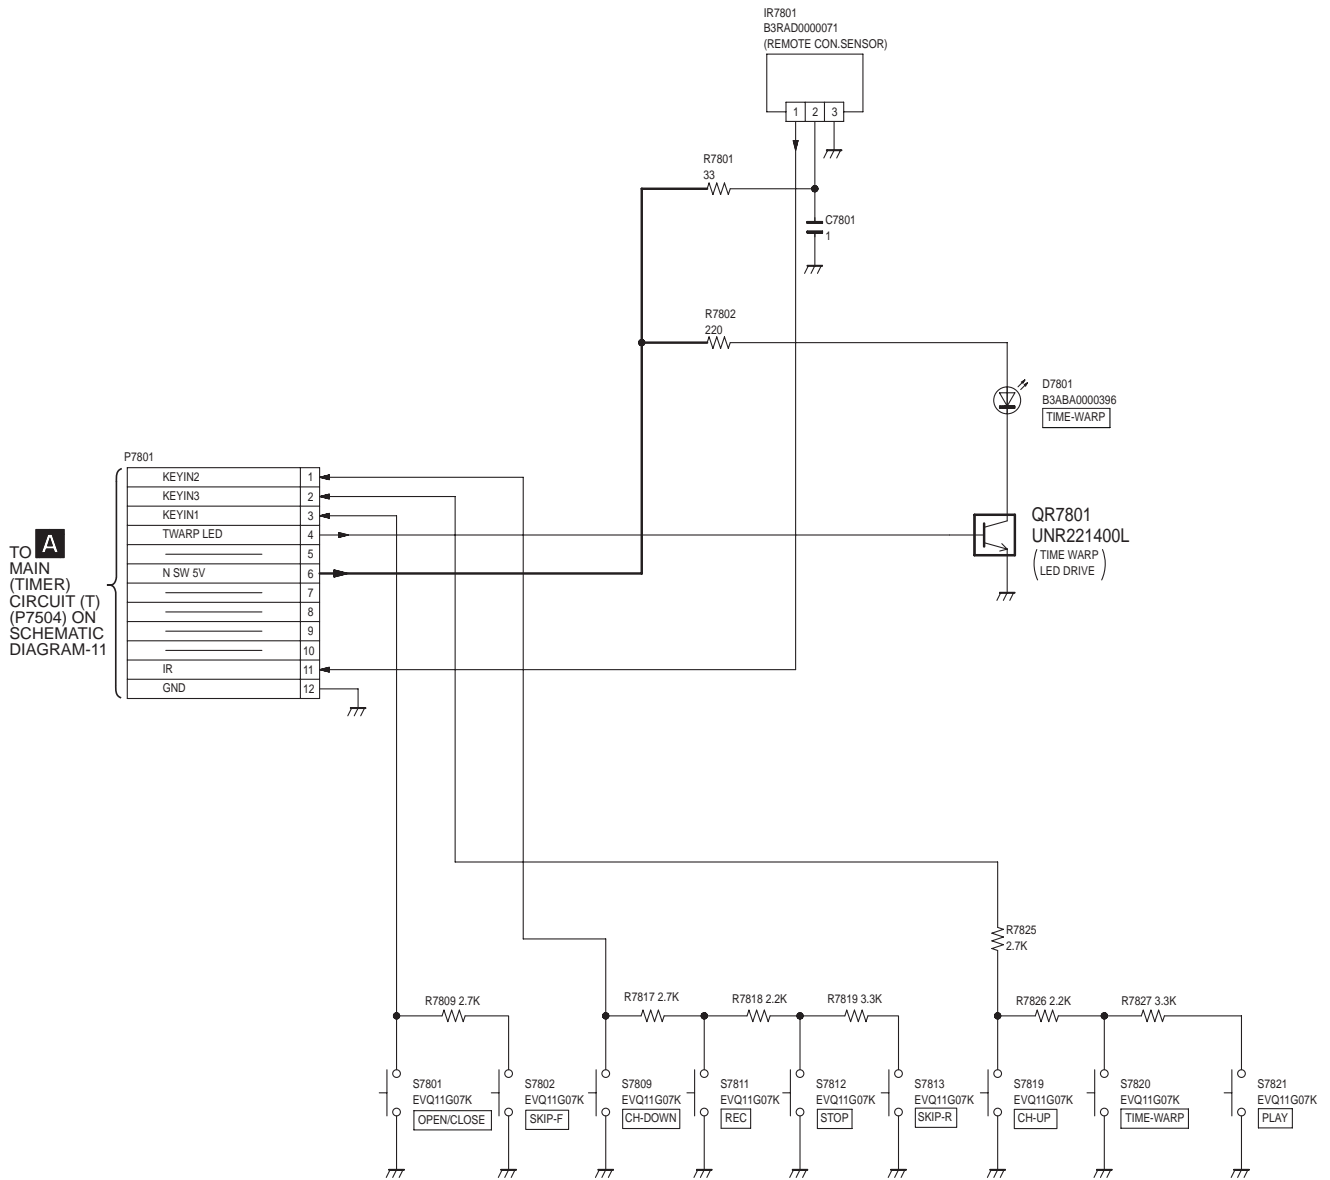 IR7801
B3RAD0000071
(REMOTE CON.SENSOR)
1 2 3
R7801
33
C7801
1
R7802
220
D7801
B3ABA0000396
TIME-WARP
P7801
KEYIN2 1
KEYIN3 2
KEYIN1 3
TWARP LED 4
5
N SW 5V 6
7
8
9
10
IR 11
GND 12
TO A
MAIN
(TIMER)
CIRCUIT (T)
(P7504) ON
SCHEMATIC
DIAGRAM-11
QR7801
UNR221400L
(TIME WARP
LED DRIVE)
R7825
2.7K
R7809 2.7K
R7817 2.7K
R7818 2.2K
R7819 3.3K
R7826 2.2K
R7827 3.3K
S7801
EVQ11G07K
OPEN/CLOSE
S7802
EVQ11G07K
SKIP-F
S7809
EVQ11G07K
CH-DOWN
S7811
EVQ11G07K
REC
S7812
EVQ11G07K
STOP
S7813
EVQ11G07K
SKIP-R
S7819
EVQ11G07K
CH-UP
S7820
EVQ11G07K
TIME-WARP
S7821
EVQ11G07K
PLAY